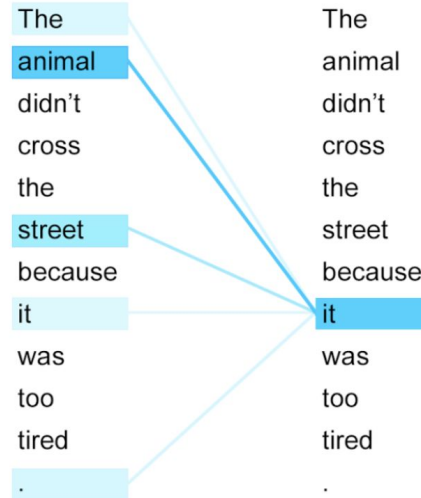 The
animal
didn’t
cross
the
street
because
it
was
too
tired
.
The
animal
didn’t
cross
the
street
because
it
was
too
tired
.